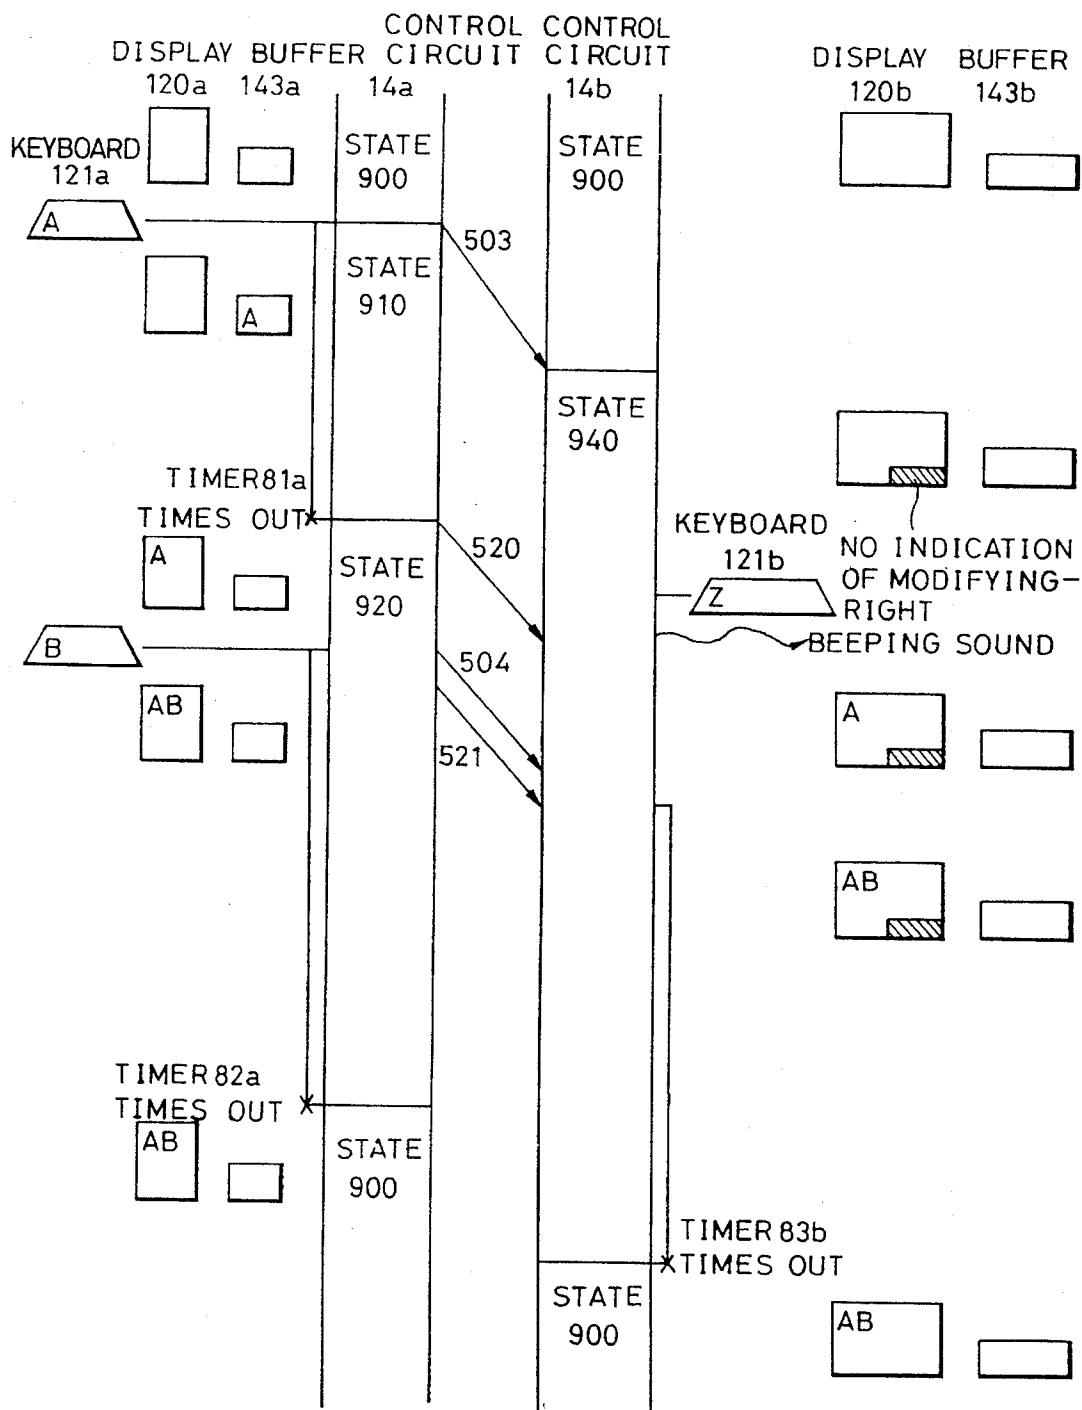 CONTROL CONTROL
DISPLAY BUFFER CIRCUIT CIRCUIT
120a 143a 14a 14b
DISPLAY BUFFER
120b 143b
KEYBOARD
121a
STATE
900
STATE
900
A
503
STATE
910
A
STATE
940
TIMER 81a
TIMES OUT
520
KEYBOARD
121b
Z
NO INDICATION
OF MODIFYING-
RIGHT
BEEPING SOUND
A
STATE
920
B
504
521
AB
A
AB
TIMER 82a
TIMES OUT
AB
STATE
900
TIMER 83b
TIMES OUT
STATE
900
AB